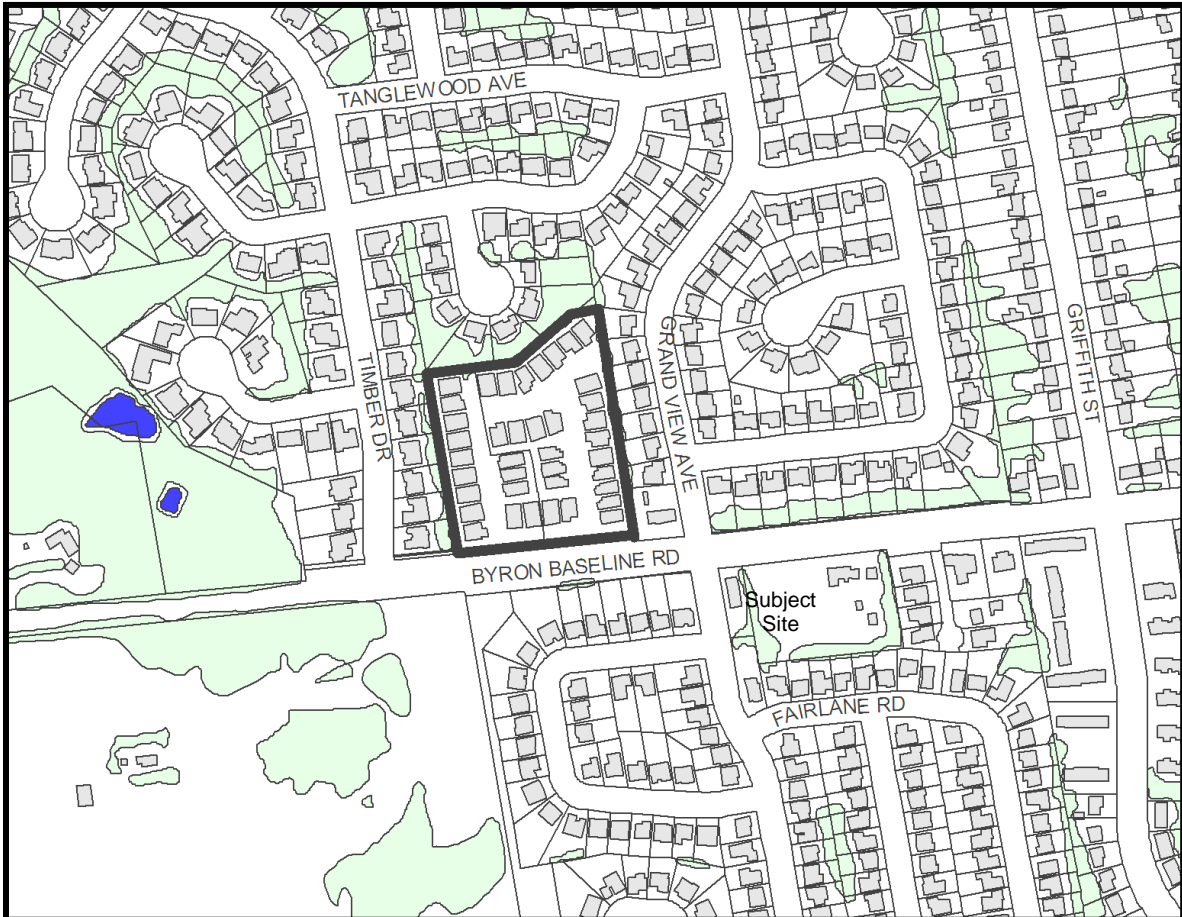 TANGLEWOOD AVE
GRIFFITH ST
GRAND VIEW AVE
TIMBER DR
BYRON BASELINE RD
Subject
Site
FAIRLANE RD